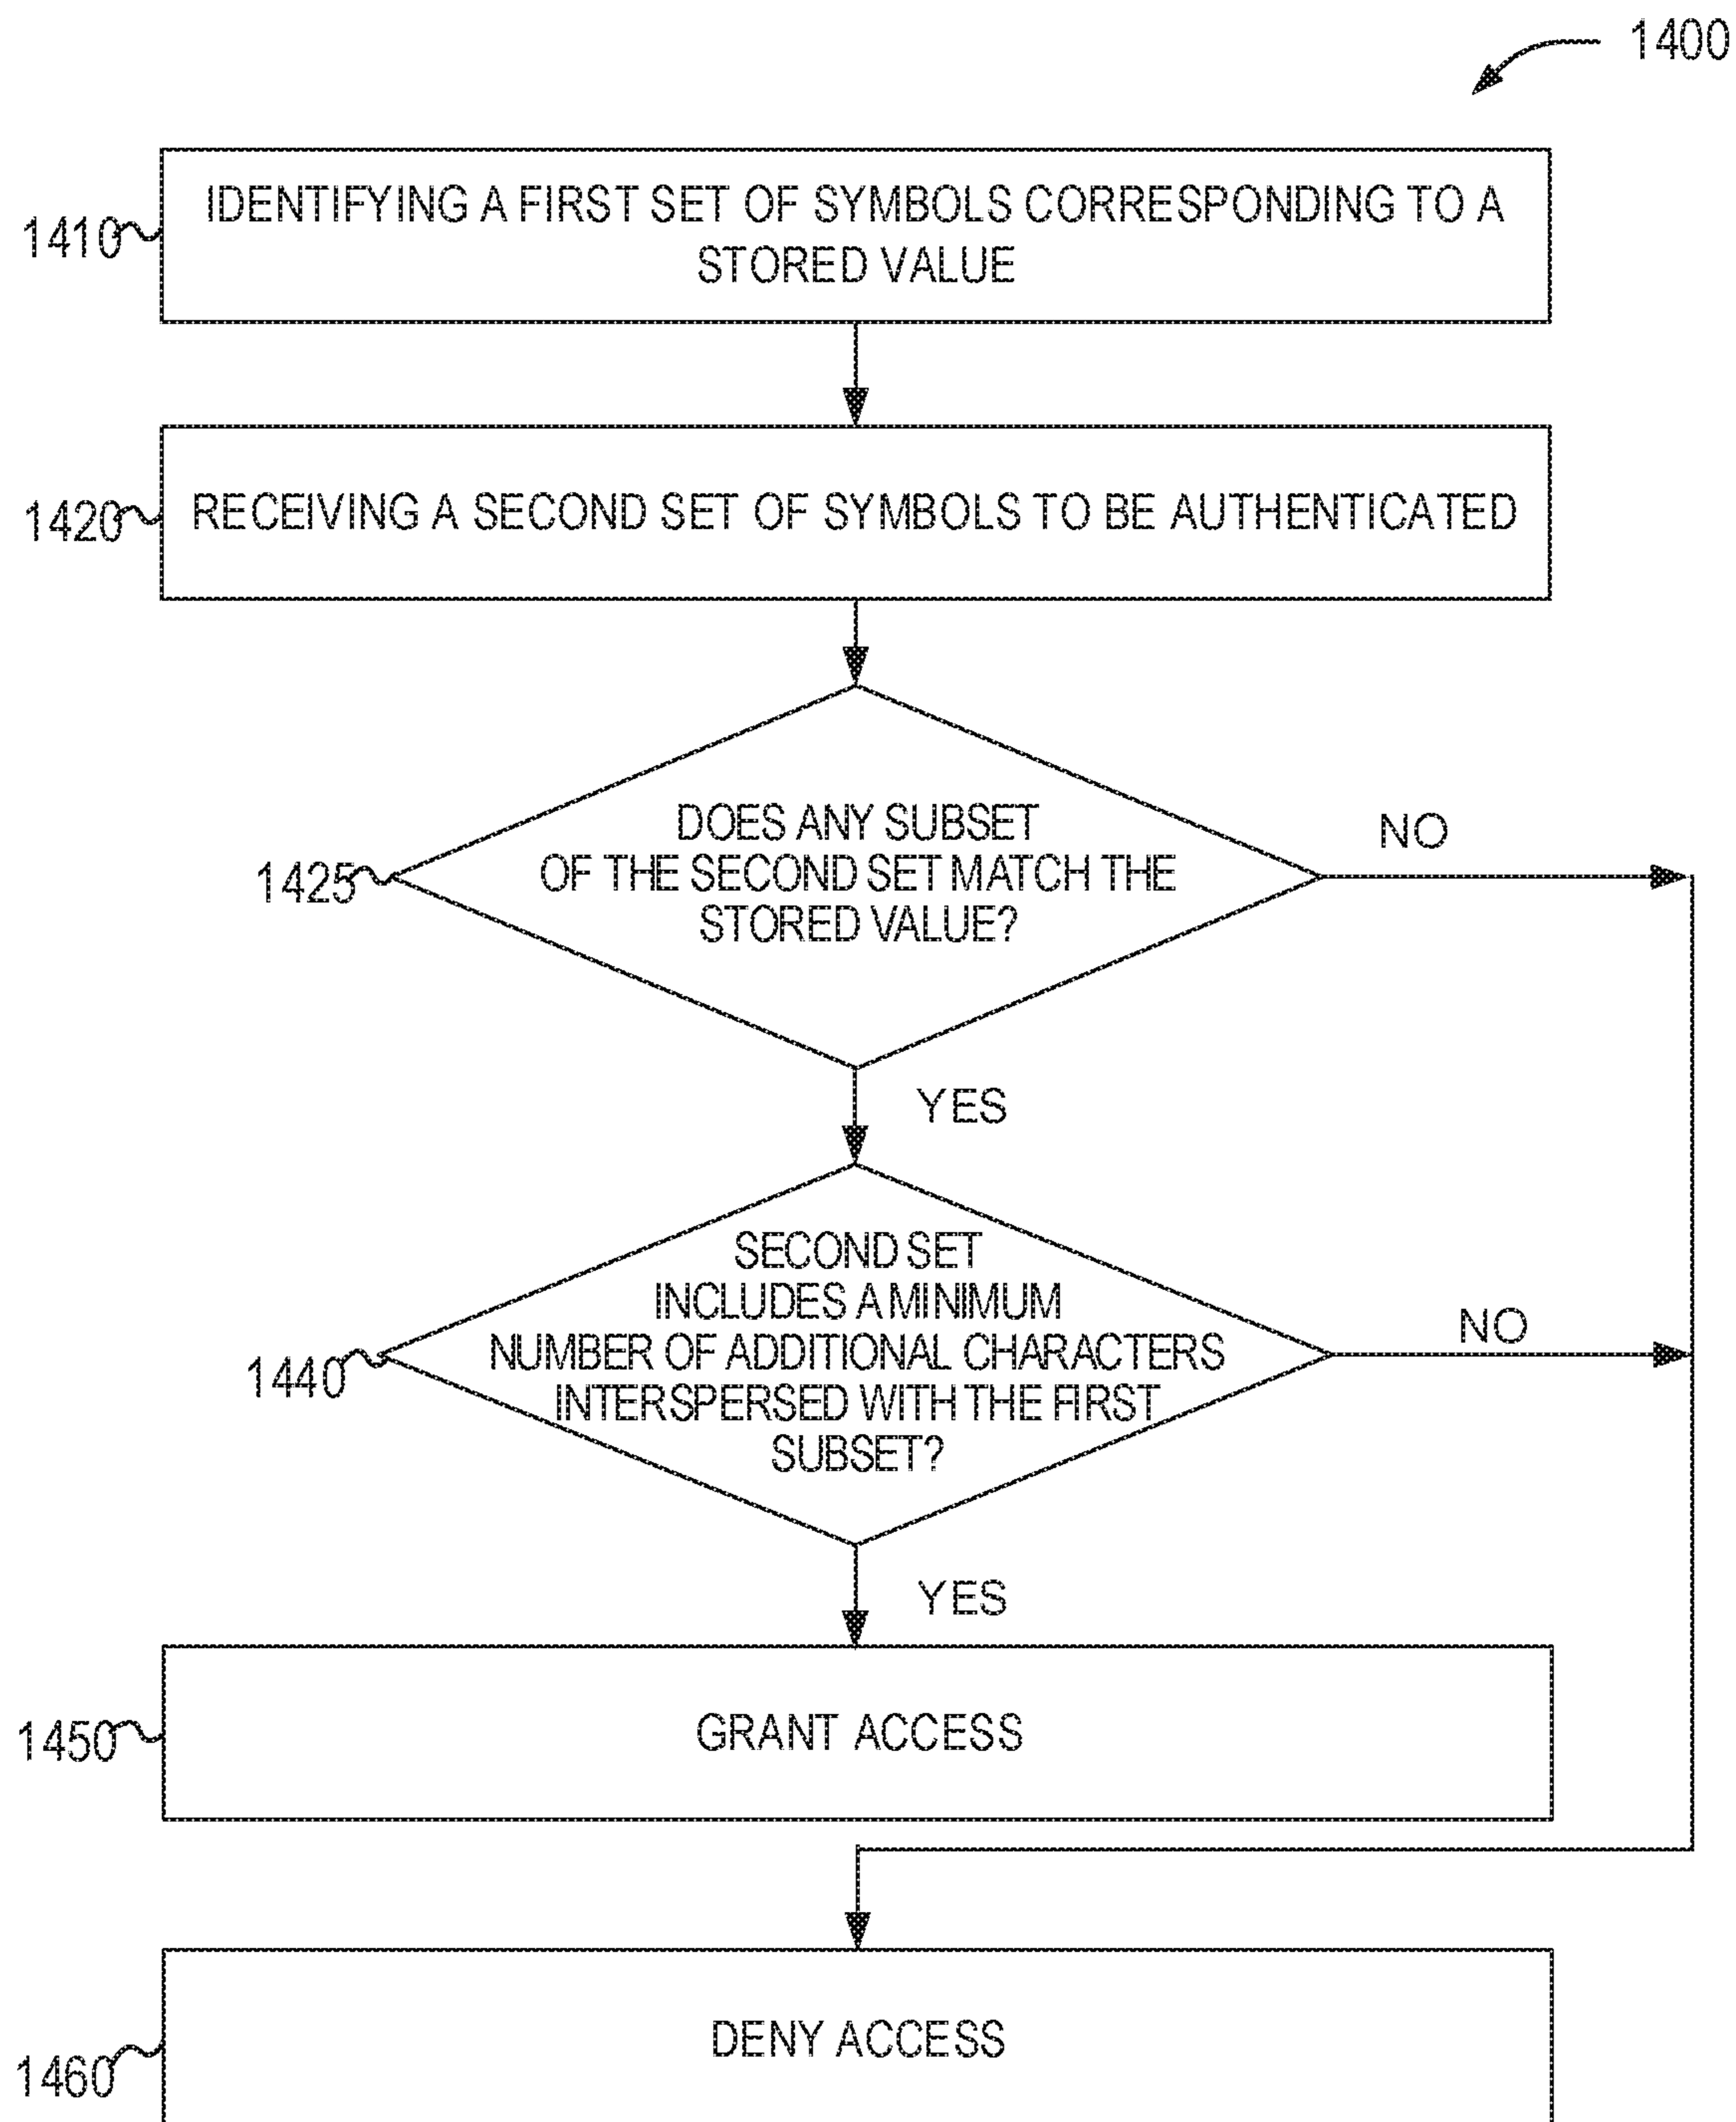 1400
1410
IDENTIFYING A FIRST SET OF SYMBOLS CORRESPONDING TO A
STORED VALUE
1420
RECEIVING A SECOND SET OF SYMBOLS TO BE AUTHENTICATED
DOES ANY SUBSET
OF THE SECOND SET MATCH THE
STORED VALUE?
1425
NO
YES
SECOND SET
INCLUDES A MINIMUM
NUMBER OF ADDITIONAL CHARACTERS
INTERSPERSED WITH THE FIRST
SUBSET?
1440
NO
YES
1450
GRANT ACCESS
1460
DENY ACCESS